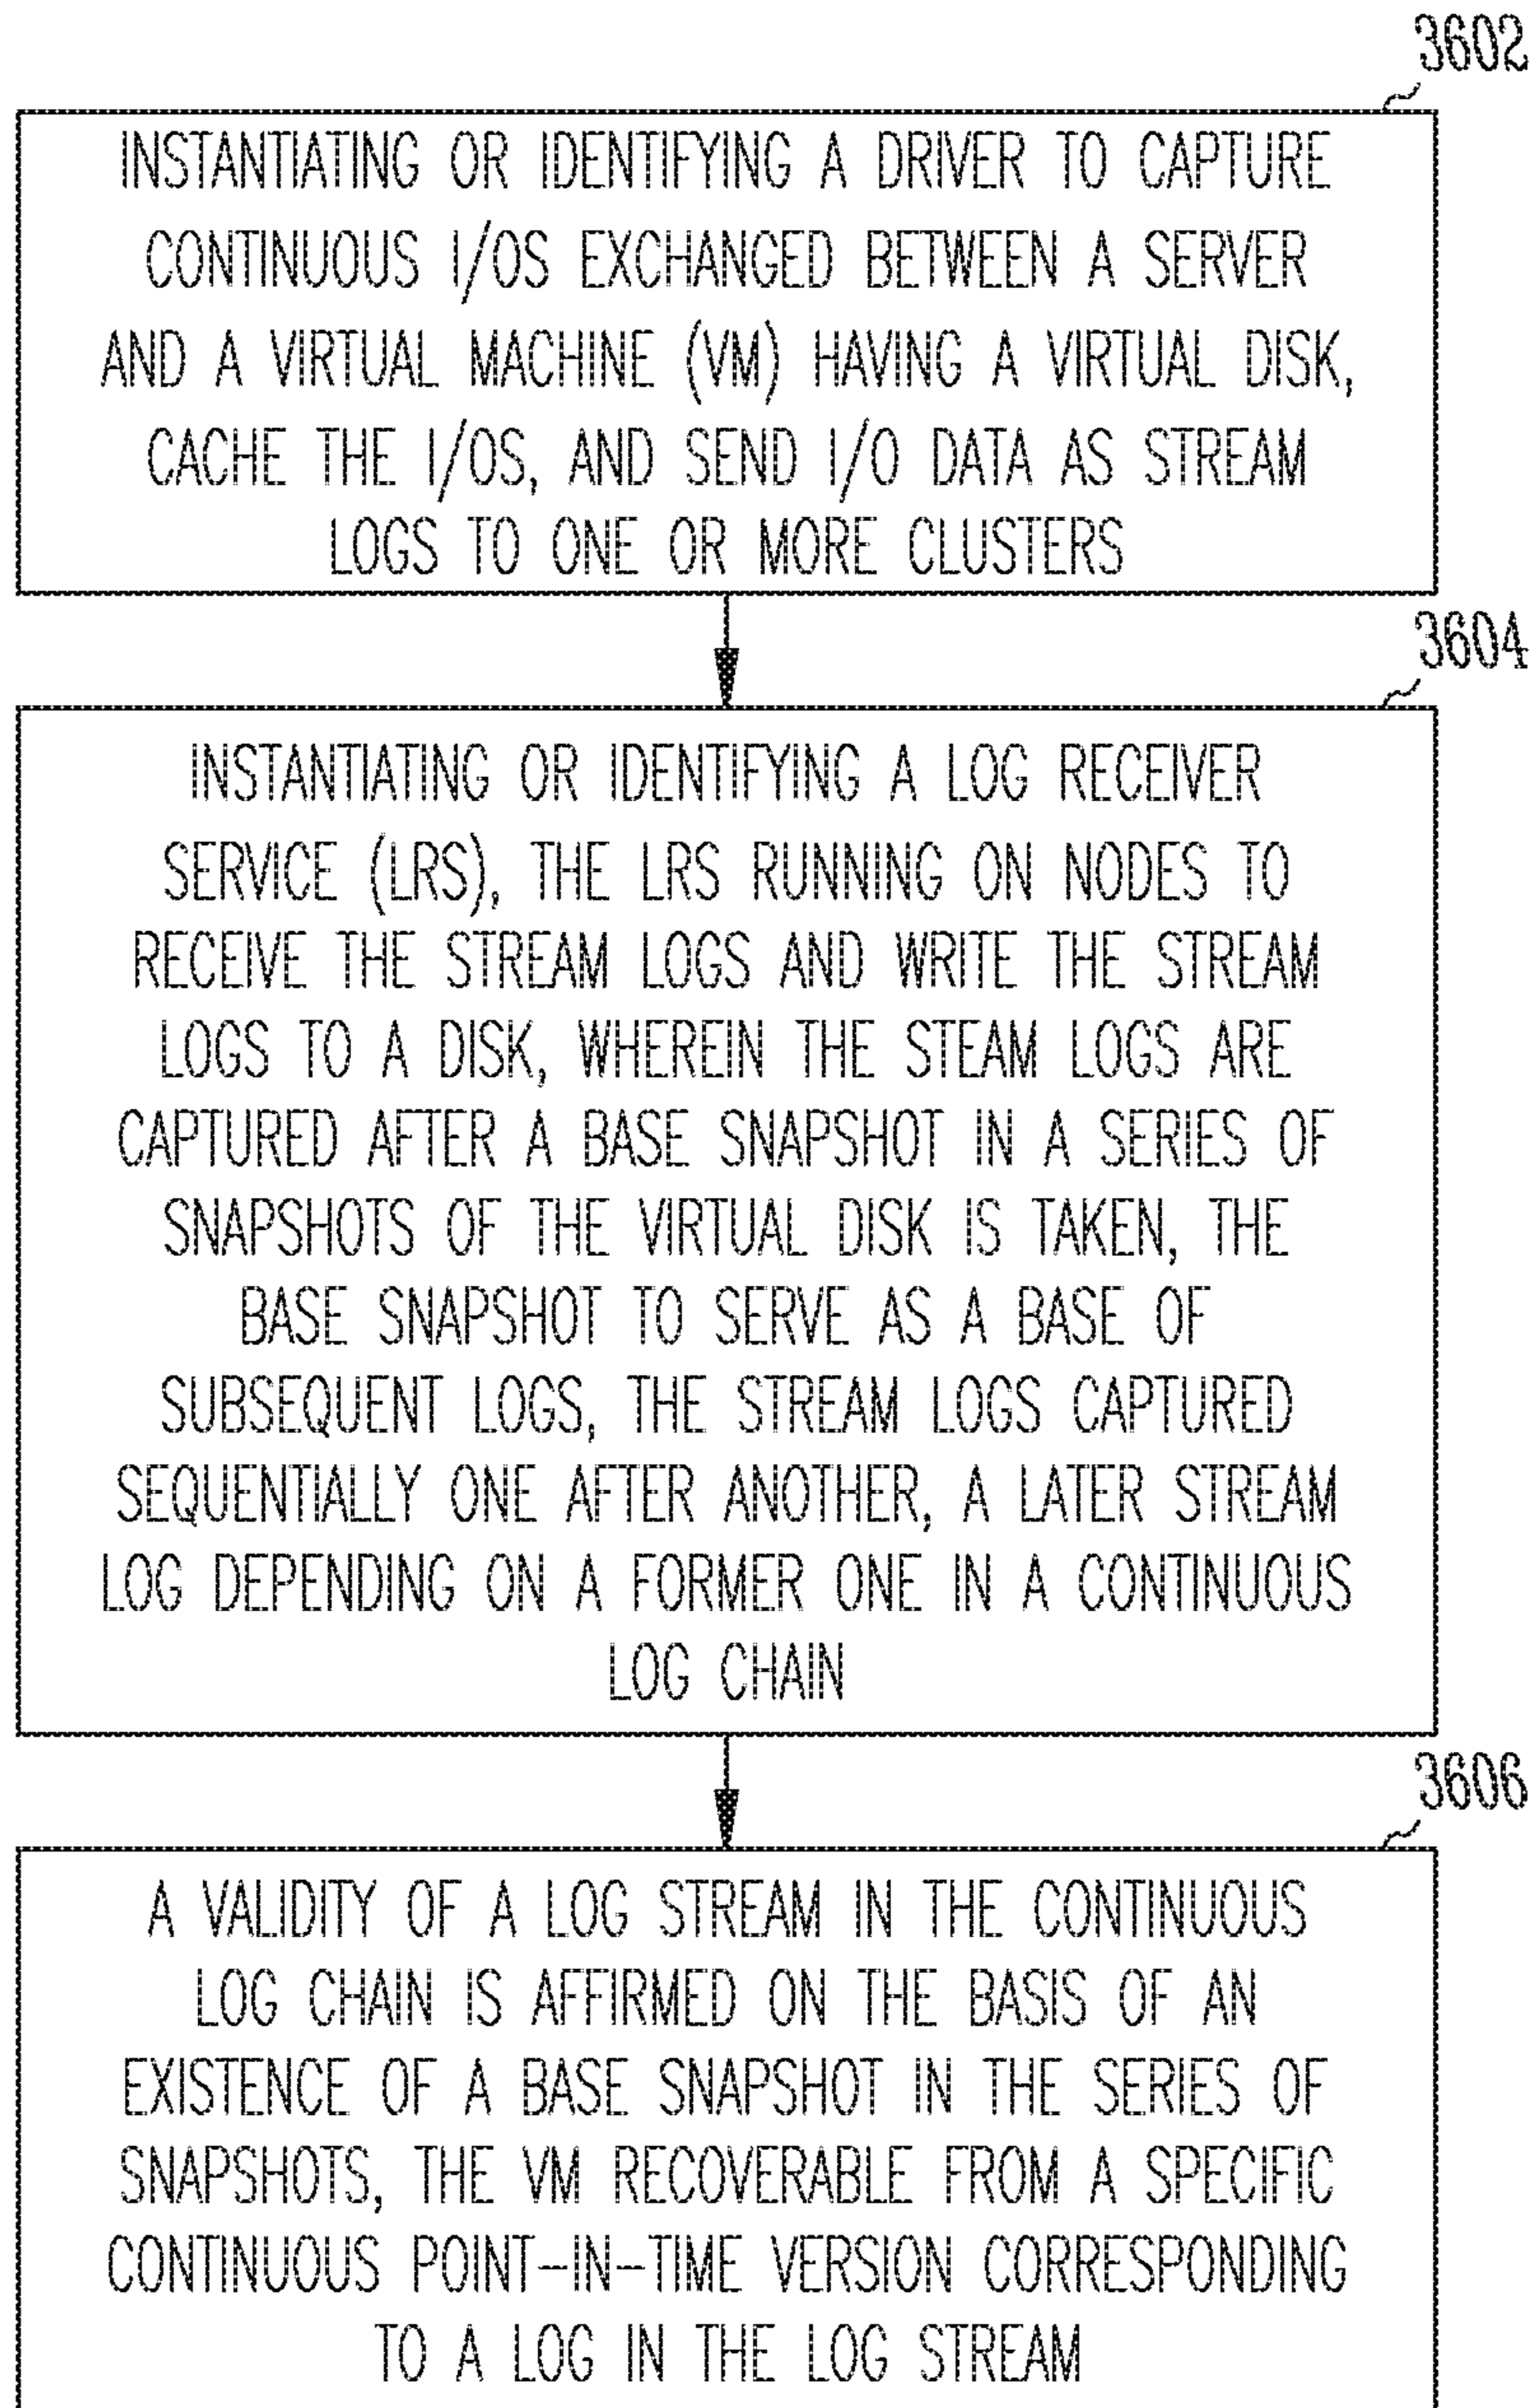 3602
INSTANTIATING OR IDENTIFYING A DRIVER TO CAPTURE
CONTINUOUS I/OS EXCHANGED BETWEEN A SERVER
AND A VIRTUAL MACHINE (VM) HAVING A VIRTUAL DISK,
CACHE THE I/OS, AND SEND I/O DATA AS STREAM
LOGS TO ONE OR MORE CLUSTERS
3604
INSTANTIATING OR IDENTIFYING A LOG RECEIVER
SERVICE (LRS), THE LRS RUNNING ON NODES TO
RECEIVE THE STREAM LOGS AND WRITE THE STREAM
LOGS TO A DISK, WHEREIN THE STEAM LOGS ARE
CAPTURED AFTER A BASE SNAPSHOT IN A SERIES OF
SNAPSHOTS OF THE VIRTUAL DISK IS TAKEN, THE
BASE SNAPSHOT TO SERVE AS A BASE OF
SUBSEQUENT LOGS, THE STREAM LOGS CAPTURED
SEQUENTIALLY ONE AFTER ANOTHER, A LATER STREAM
LOG DEPENDING ON A FORMER ONE IN A CONTINUOUS
LOG CHAIN
3606
A VALIDITY OF A LOG STREAM IN THE CONTINUOUS
LOG CHAIN IS AFFIRMED ON THE BASIS OF AN
EXISTENCE OF A BASE SNAPSHOT IN THE SERIES OF
SNAPSHOTS, THE VM RECOVERABLE FROM A SPECIFIC
CONTINUOUS POINT-IN-TIME VERSION CORRESPONDING
TO A LOG IN THE LOG STREAM